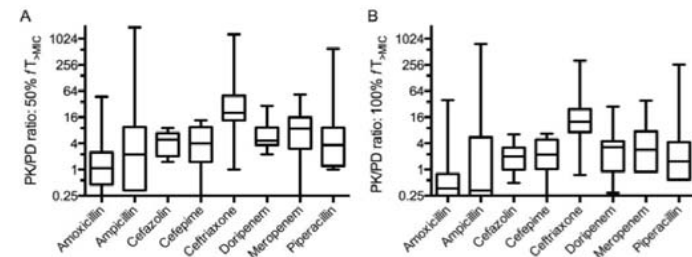 A
PK/PD ratio: 50% fT>MIC
1024
256
64
16
4
1
0.25
Amoxicillin
Ampicillin
Cefazolin
Cefepime
Ceftriaxone
Doripenem
Meropenem
Piperacillin
B
PK/PD ratio: 100% fT>MIC
1024
256
64
16
4
1
0.25
Amoxicillin
Ampicillin
Cefazolin
Cefepime
Ceftriaxone
Doripenem
Meropenem
Piperacillin